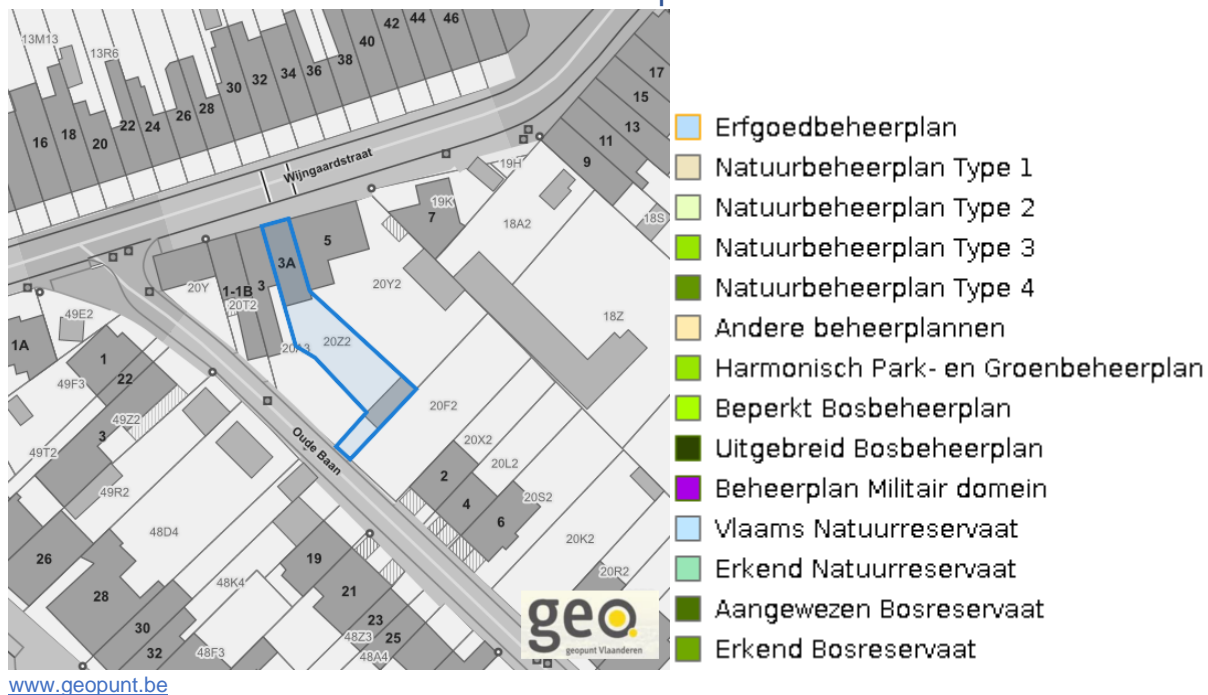 13M13
13R6
16
18
20
22
24
26
28
30
32
34
36
38
40
42
44
46
17
15
13
11
9
Wijngaardstraat
19H
19K
7
18A2
18S
5
3A
3
1-1B
20Y
20T2
20Y2
18Z
49E2
1A
1
22
49F3
20A3
20Z2
49Z2
3
49T2
49R2
Oude Baan
20F2
20X2
20L2
2
4
6
20S2
48D4
20K2
20R2
26
28
30
32
48K4
48F3
19
21
23
25
48Z3
48A4
geo
geopunt Vlaanderen
Erfgoedbeheerplan
Natuurbeheerplan Type 1
Natuurbeheerplan Type 2
Natuurbeheerplan Type 3
Natuurbeheerplan Type 4
Andere beheerplannen
Harmonisch Park- en Groenbeheerplan
Beperkt Bosbeheerplan
Uitgebreid Bosbeheerplan
Beheerplan Militair domein
Vlaams Natuurreservaat
Erkend Natuurreservaat
Aangewezen Bosreservaat
Erkend Bosreservaat
www.geopunt.be